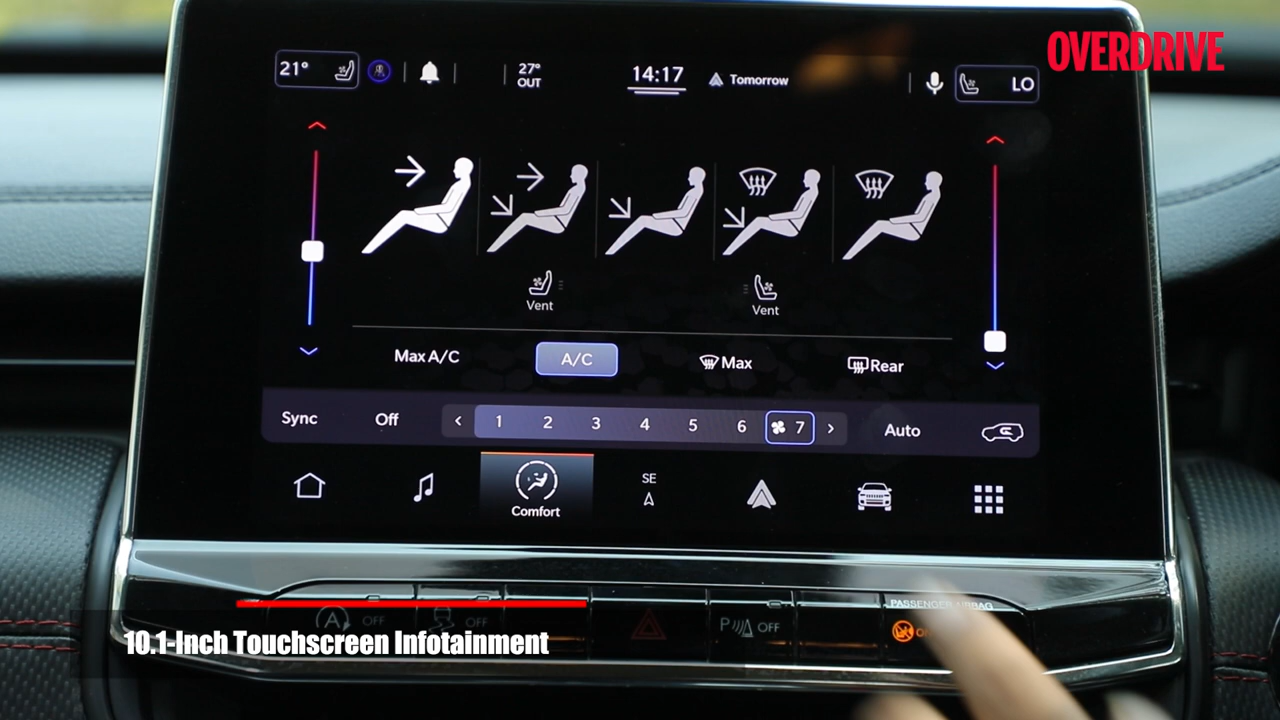 OVERDRIVE
21°
27°
OUT
14:17
Tomorrow
LO
Vent
Vent
Max A/C
A/C
Max
Rear
Sync
Off
1 2 3 4 5 6 7
Auto
SE
Comfort
PASSENGER AIRBAG
A OFF
OFF
P OFF
10.1-Inch Touchscreen Infotainment